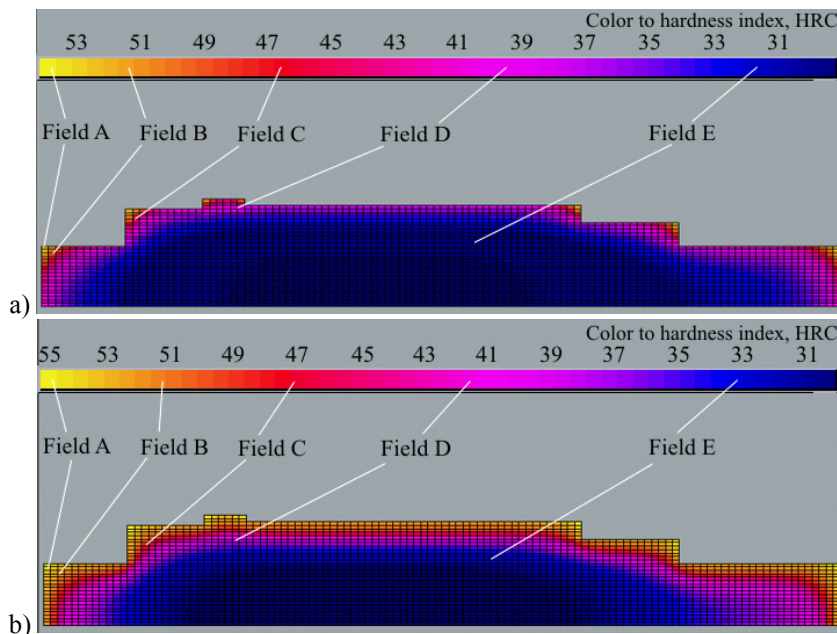 Color to hardness index, HRC
53 51 49 47 45 43 41 39 37 35 33 31
Field A Field B Field C Field D Field E
a)
Color to hardness index, HRC
55 53 51 49 47 45 43 41 39 37 35 33 31
Field A Field B Field C Field D Field E
b)